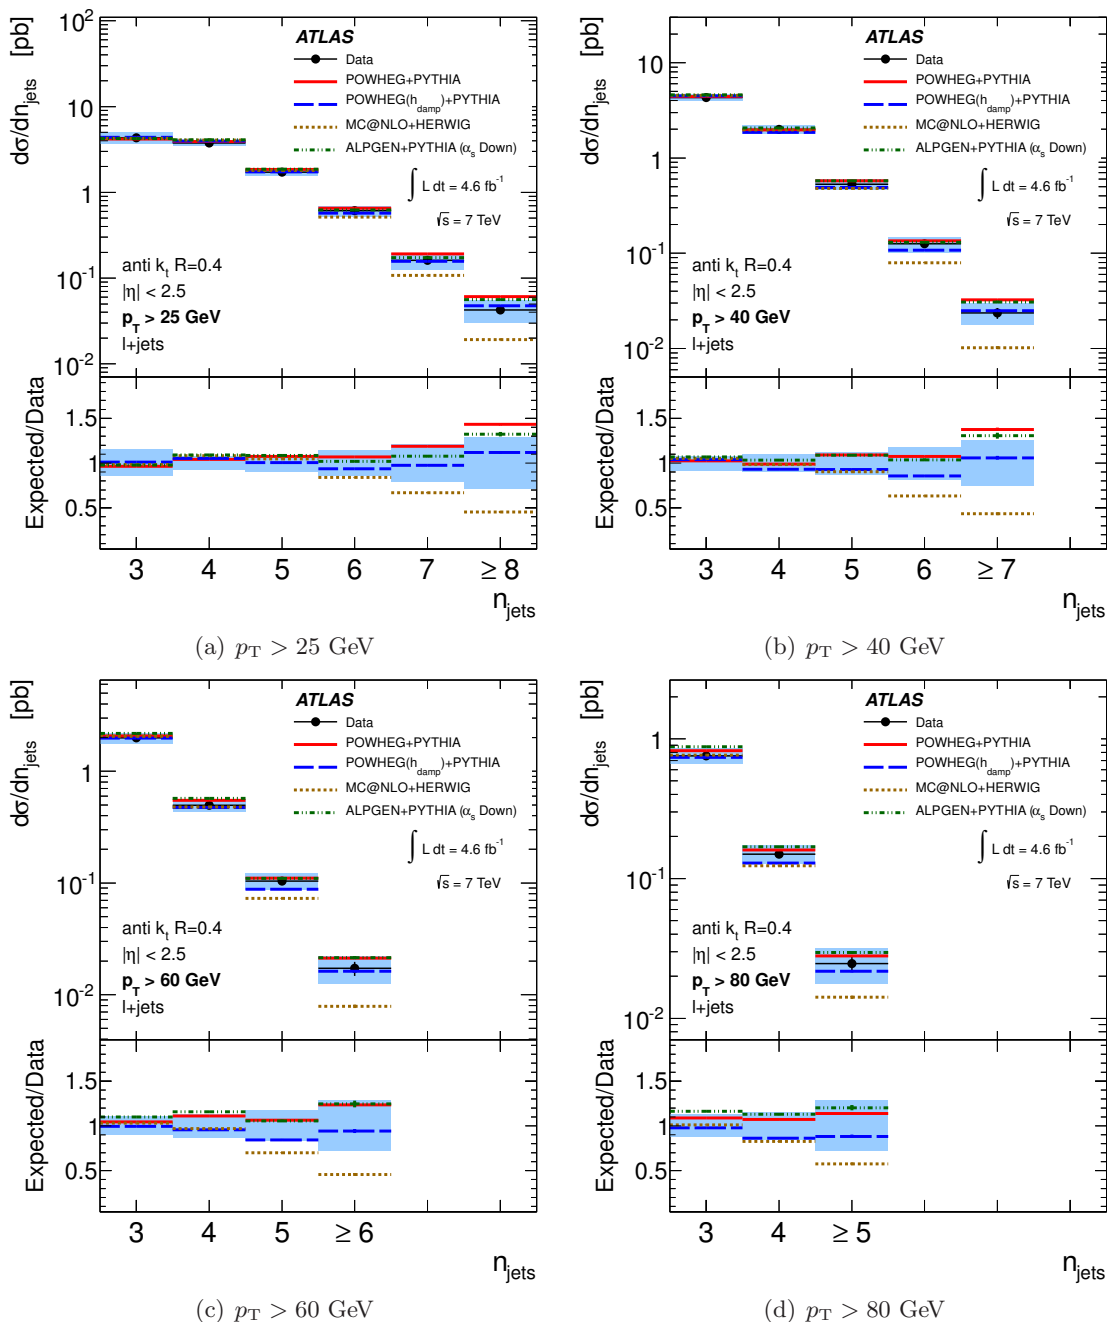 dσ/dn_jets [pb]
10²
10
1
10⁻¹
10⁻²
ATLAS
Data
POWHEG+PYTHIA
POWHEG(h_damp)+PYTHIA
MC@NLO+HERWIG
ALPGEN+PYTHIA (α_s Down)
∫ L dt = 4.6 fb⁻¹
√s = 7 TeV
anti k_t R=0.4
|η| < 2.5
p_T > 25 GeV
l+jets
Expected/Data
1.5
1
0.5
3 4 5 6 7 ≥ 8
n_jets
(a) p_T > 25 GeV
dσ/dn_jets [pb]
10
1
10⁻¹
10⁻²
ATLAS
Data
POWHEG+PYTHIA
POWHEG(h_damp)+PYTHIA
MC@NLO+HERWIG
ALPGEN+PYTHIA (α_s Down)
∫ L dt = 4.6 fb⁻¹
√s = 7 TeV
anti k_t R=0.4
|η| < 2.5
p_T > 40 GeV
l+jets
Expected/Data
1.5
1
0.5
3 4 5 6 ≥ 7
n_jets
(b) p_T > 40 GeV
dσ/dn_jets [pb]
1
10⁻¹
10⁻²
ATLAS
Data
POWHEG+PYTHIA
POWHEG(h_damp)+PYTHIA
MC@NLO+HERWIG
ALPGEN+PYTHIA (α_s Down)
∫ L dt = 4.6 fb⁻¹
√s = 7 TeV
anti k_t R=0.4
|η| < 2.5
p_T > 60 GeV
l+jets
Expected/Data
1.5
1
0.5
3 4 5 ≥ 6
n_jets
(c) p_T > 60 GeV
dσ/dn_jets [pb]
1
10⁻¹
10⁻²
ATLAS
Data
POWHEG+PYTHIA
POWHEG(h_damp)+PYTHIA
MC@NLO+HERWIG
ALPGEN+PYTHIA (α_s Down)
∫ L dt = 4.6 fb⁻¹
√s = 7 TeV
anti k_t R=0.4
|η| < 2.5
p_T > 80 GeV
l+jets
Expected/Data
1.5
1
0.5
3 4 ≥ 5
n_jets
(d) p_T > 80 GeV